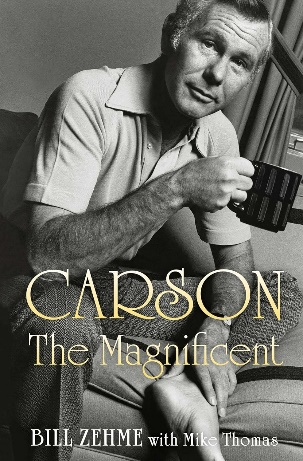 CARSON
The Magnificent
BILL ZEHME with Mike Thomas